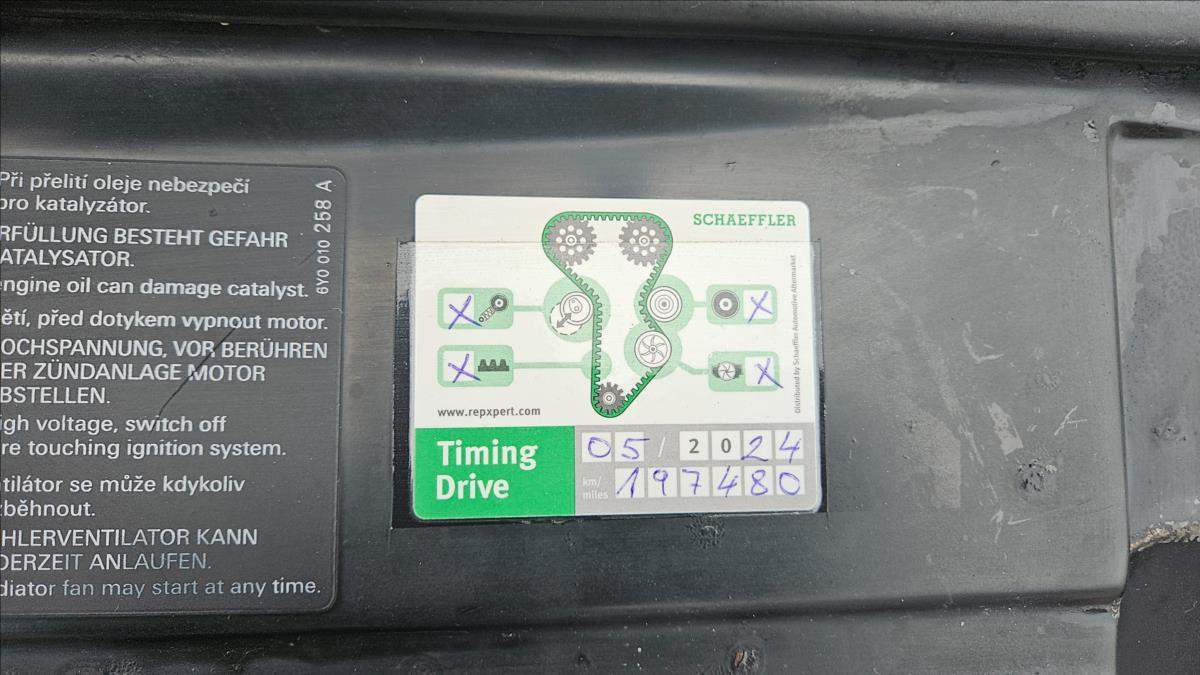 Při přelití oleje nebezpečí
pro katalyzátor.
RFÜLLUNG BESTEHT GEFAHR
ATALYSATOR.
engine oil can damage catalyst.
6Y0 010 258 A
ětí, před dotykem vypnout motor.
OCHSPANNUNG, VOR BERÜHREN
ER ZÜNDANLAGE MOTOR
BSTELLEN.
igh voltage, switch off
re touching ignition system.
tilátor se může kdykoliv
zběhnout.
HLERVENTILATOR KANN
DERZEIT ANLAUFEN.
diator fan may start at any time.
SCHAEFFLER
X X
X X
Distributed by Schaeffler Automotive Aftermarket
www.repxpert.com
Timing
Drive
05 / 2024
km/
miles
197480